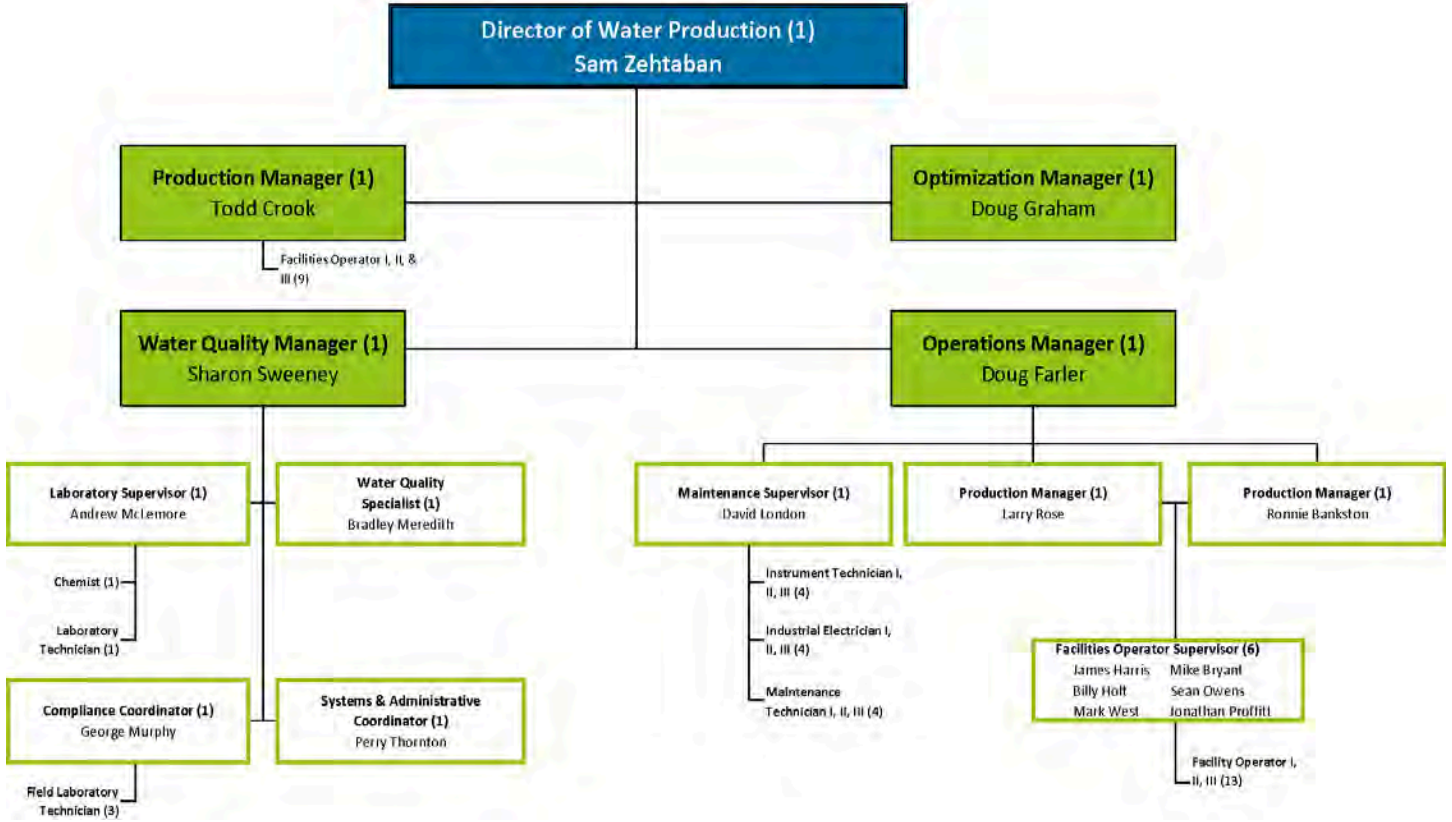 Director of Water Production (1)
Sam Zehtaban
Production Manager (1)
Todd Crook
Facilities Operator I, II, &
III (9)
Optimization Manager (1)
Doug Graham
Water Quality Manager (1)
Sharon Sweeney
Operations Manager (1)
Doug Farler
Laboratory Supervisor (1)
Andrew McLemore
Chemist (1)
Laboratory
Technician (1)
Water Quality
Specialist (1)
Bradley Meredith
Compliance Coordinator (1)
George Murphy
Field Laboratory
Technician (3)
Systems & Administrative
Coordinator (1)
Perry Thornton
Maintenance Supervisor (1)
David London
Instrument Technician I,
II, III (4)
Industrial Electrician I,
II, III (4)
Maintenance
Technician I, II, III (4)
Production Manager (1)
Larry Rose
Production Manager (1)
Ronnie Bankston
Facilities Operator Supervisor (6)
James Harris Mike Bryant
Billy Holt Sean Owens
Mark West Jonathan Proffitt
Facility Operator I,
II, III (13)